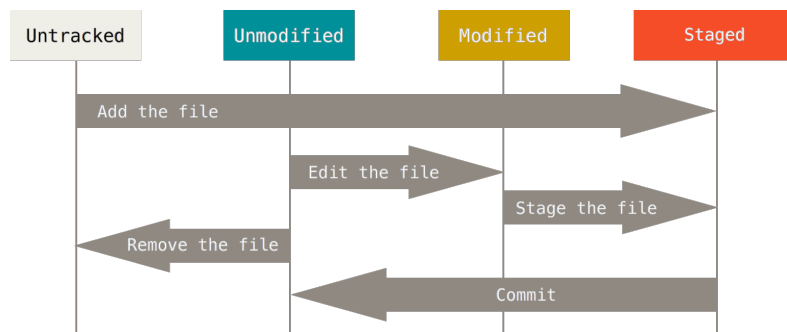 Untracked
Unmodified
Modified
Staged
Add the file
Edit the file
Stage the file
Remove the file
Commit